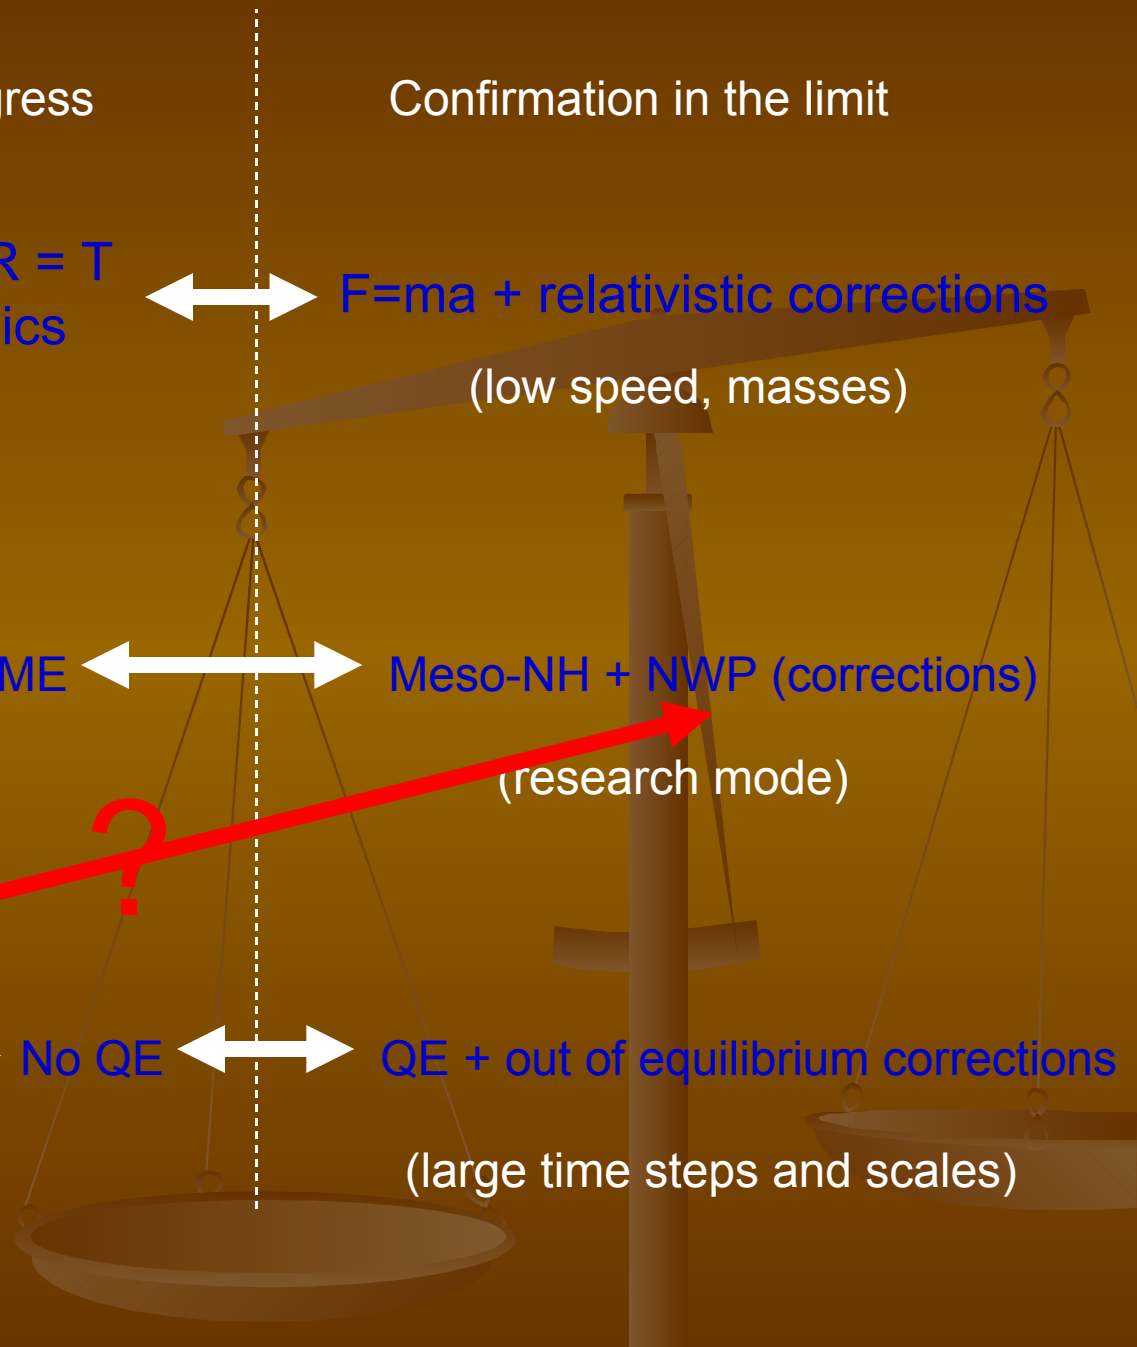 gress
Confirmation in the limit
R = T
ics
F=ma + relativistic corrections
(low speed, masses)
ME
Meso-NH + NWP (corrections)
(research mode)
?
No QE
QE + out of equilibrium corrections
(large time steps and scales)